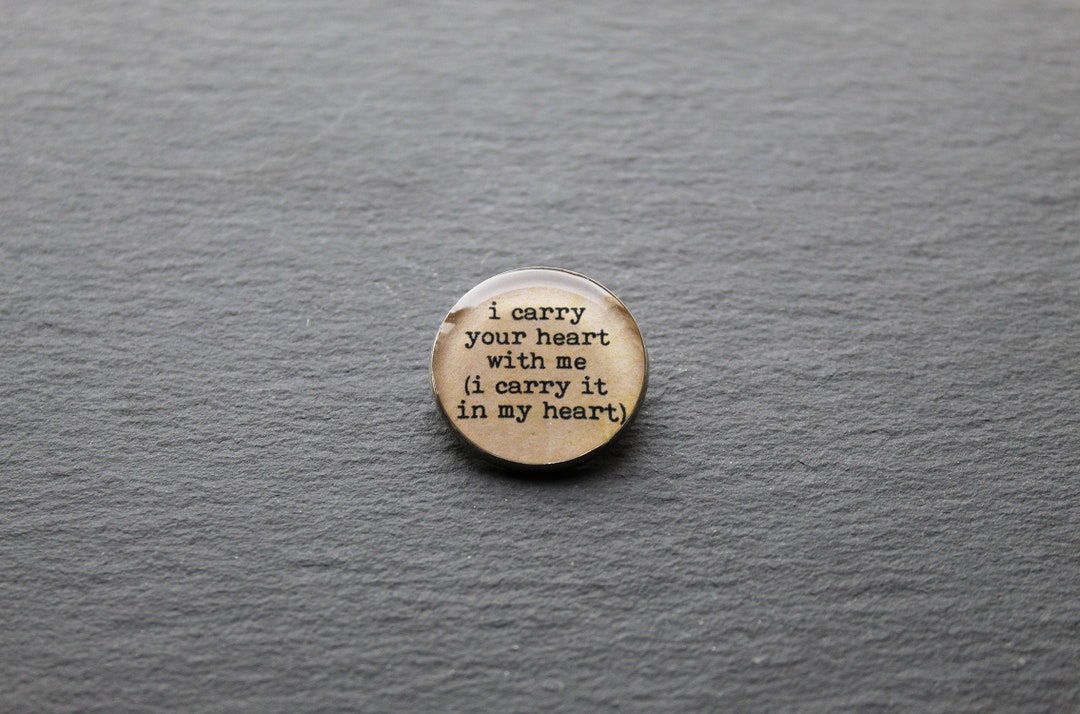 i carry
your heart
with me
(i carry it
in my heart)